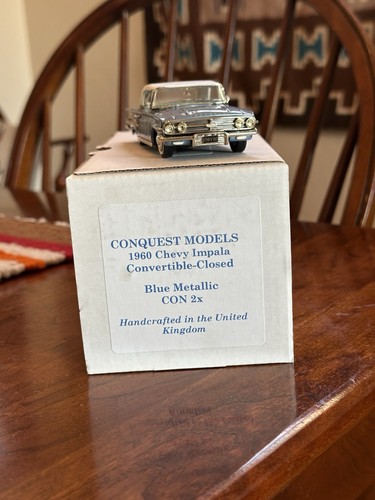 CONQUEST MODELS
1960 Chevy Impala
Convertible-Closed
Blue Metallic
CON 2x
Handcrafted in the United
Kingdom